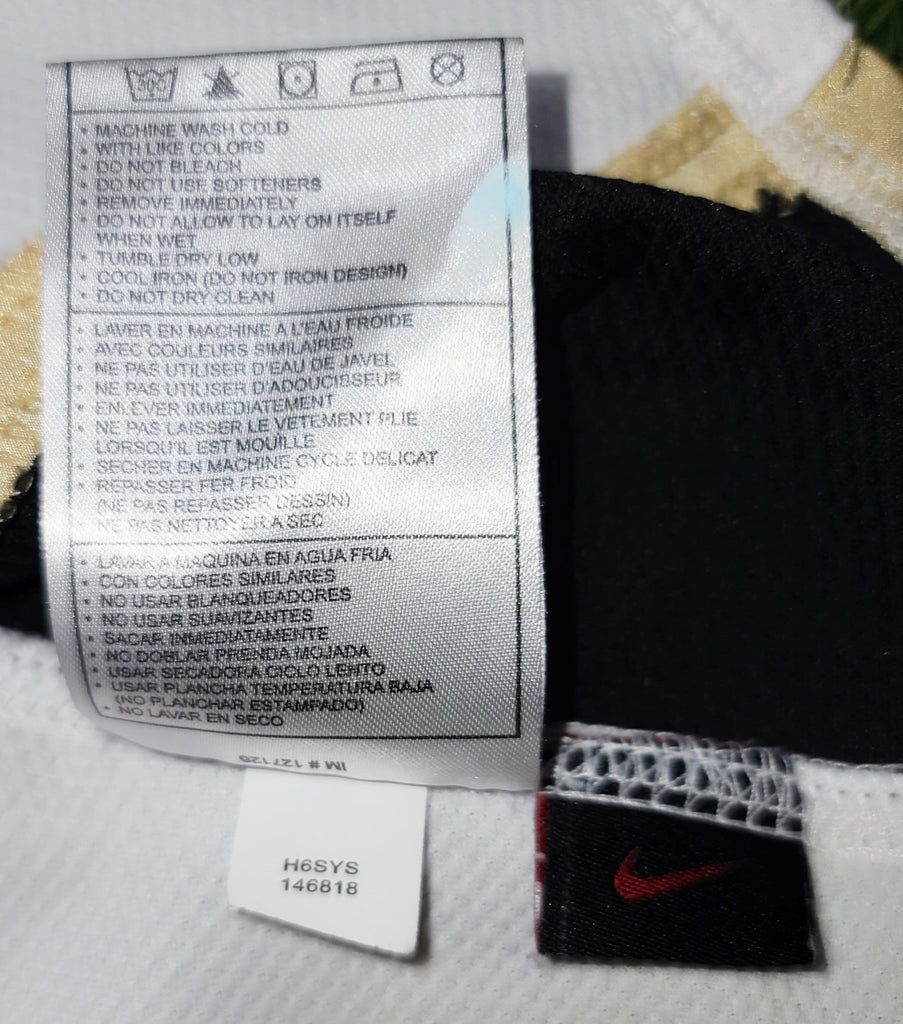 30C
• MACHINE WASH COLD
• WITH LIKE COLORS
• DO NOT BLEACH
• DO NOT USE SOFTENERS
• REMOVE IMMEDIATELY
• DO NOT ALLOW TO LAY ON ITSELF
WHEN WET
• TUMBLE DRY LOW
• COOL IRON (DO NOT IRON DESIGN)
• DO NOT DRY CLEAN
• LAVER EN MACHINE A L'EAU FROIDE
• AVEC COULEURS SIMILAIRES
• NE PAS UTILISER D'EAU DE JAVEL
• NE PAS UTILISER D'ADOUCISSEUR
• ENLEVER IMMEDIATEMENT
• NE PAS LAISSER LE VETEMENT PLIE
LORSQU'IL EST MOUILLE
• SECHER EN MACHINE CYCLE DELICAT
• REPASSER FER FROID
(NE PAS REPASSER DESSIN)
• NE PAS NETTOYER A SEC
• LAVAR A MAQUINA EN AGUA FRIA
• CON COLORES SIMILARES
• NO USAR BLANQUEADORES
• NO USAR SUAVIZANTES
• SACAR INMEDIATAMENTE
• NO DOBLAR PRENDA MOJADA
• USAR SECADORA CICLO LENTO
• USAR PLANCHA TEMPERATURA BAJA
(NO PLANCHAR ESTAMPADO)
• NO LAVAR EN SECO
IM # 127128
H6SYS
146818